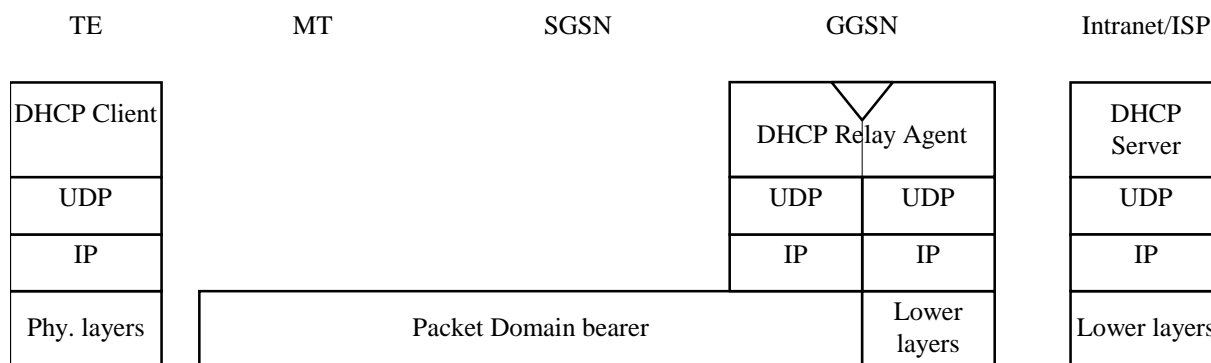 TE MT SGSN GGSN Intranet/ISP
DHCP Client
DHCP Relay Agent
DHCP
Server
UDP UDP UDP UDP
IP IP IP IP
Phy. layers Packet Domain bearer Lower
layers
Lower layers